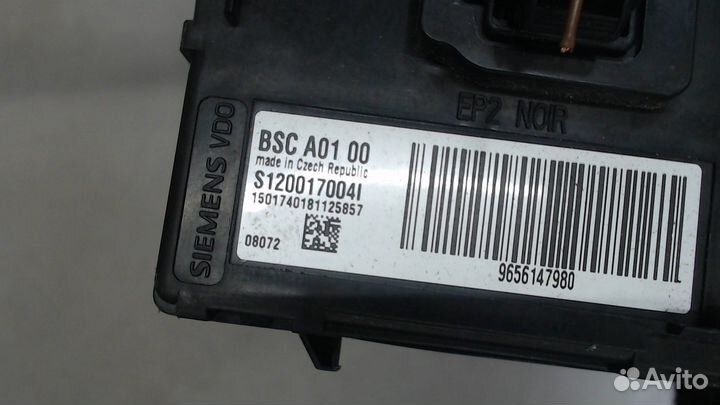 EP2 NOIR
SIEMENS VDO
BSC A01 00
made in Czech Republic
S120017004I
1501740181125857
08072
9656147980
Avito